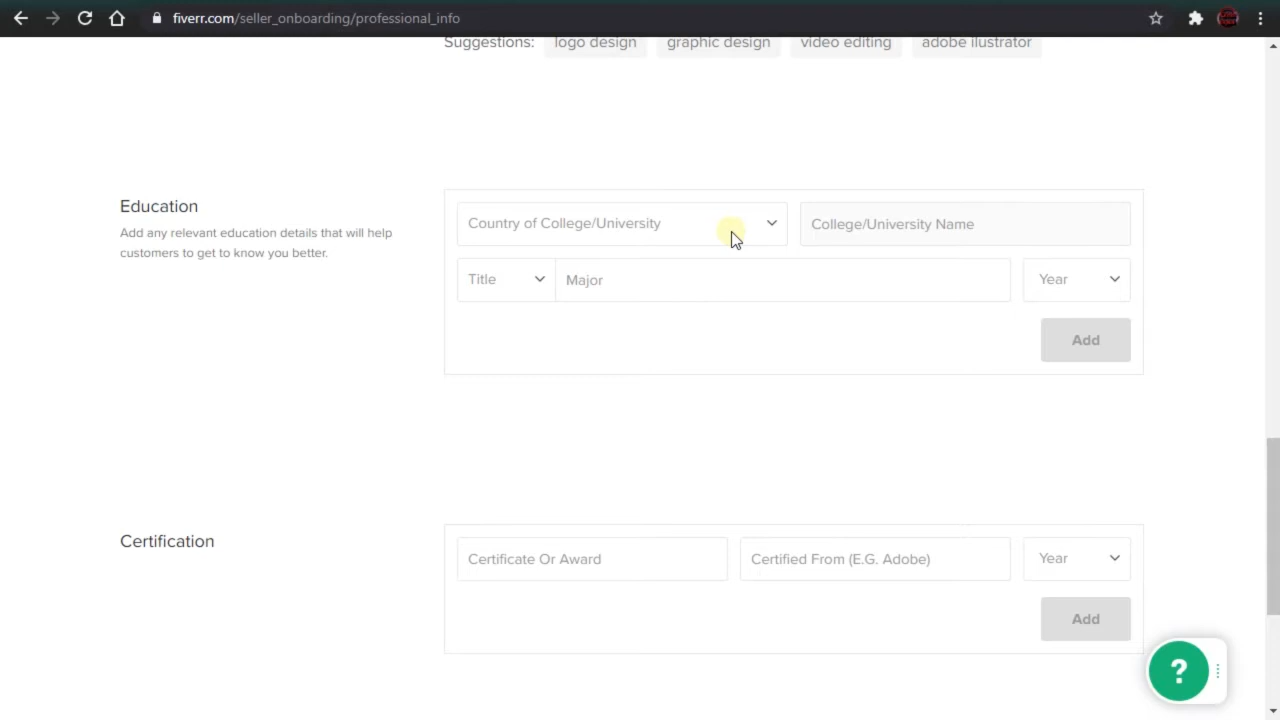 fiverr.com/seller_onboarding/professional_info
Suggestions: logo design graphic design video editing adobe ilustrator
Education
Add any relevant education details that will help
customers to get to know you better.
Country of College/University College/University Name
Title Major Year
Add
Certification
Certificate Or Award Certified From (E.G. Adobe) Year
Add
?